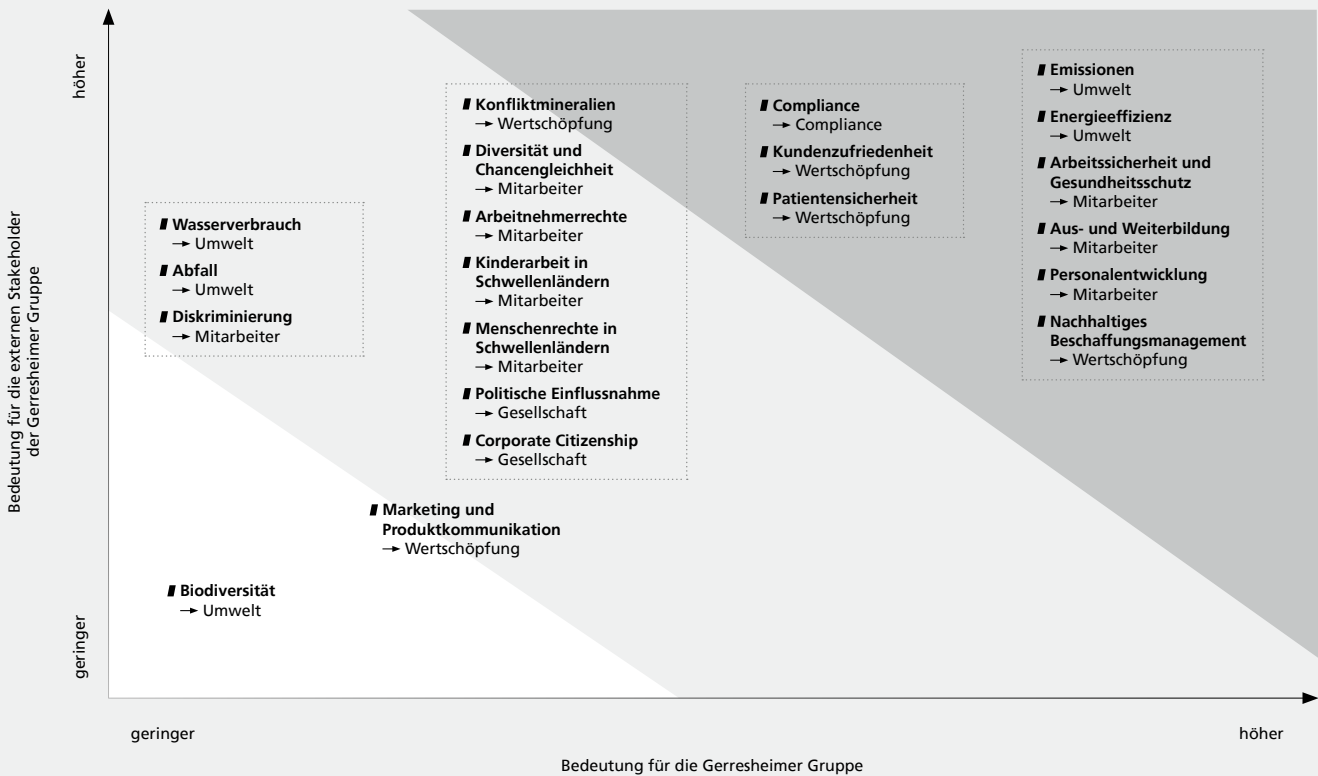 höher
Bedeutung für die externen Stakeholder
der Gerresheimer Gruppe
geringer
Wasserverbrauch
→ Umwelt
Abfall
→ Umwelt
Diskriminierung
→ Mitarbeiter
Konfliktmineralien
→ Wertschöpfung
Diversität und
Chancengleichheit
→ Mitarbeiter
Arbeitnehmerrechte
→ Mitarbeiter
Kinderarbeit in
Schwellenländern
→ Mitarbeiter
Menschenrechte in
Schwellenländern
→ Mitarbeiter
Politische Einflussnahme
→ Gesellschaft
Corporate Citizenship
→ Gesellschaft
Compliance
→ Compliance
Kundenzufriedenheit
→ Wertschöpfung
Patientensicherheit
→ Wertschöpfung
Emissionen
→ Umwelt
Energieeffizienz
→ Umwelt
Arbeitssicherheit und
Gesundheitsschutz
→ Mitarbeiter
Aus- und Weiterbildung
→ Mitarbeiter
Personalentwicklung
→ Mitarbeiter
Nachhaltiges
Beschaffungsmanagement
→ Wertschöpfung
Marketing und
Produktkommunikation
→ Wertschöpfung
Biodiversität
→ Umwelt
geringer
höher
Bedeutung für die Gerresheimer Gruppe